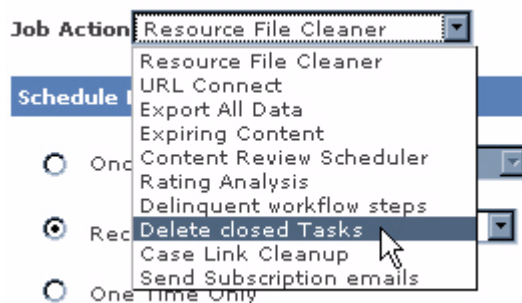 Job Action Resource File Cleaner
Resource File Cleaner
URL Connect
Schedule
Export All Data
Expiring Content
Content Review Scheduler
Rating Analysis
Delinquent workflow steps
Delete closed Tasks
Case Link Cleanup
Send Subscription emails
One Time Only